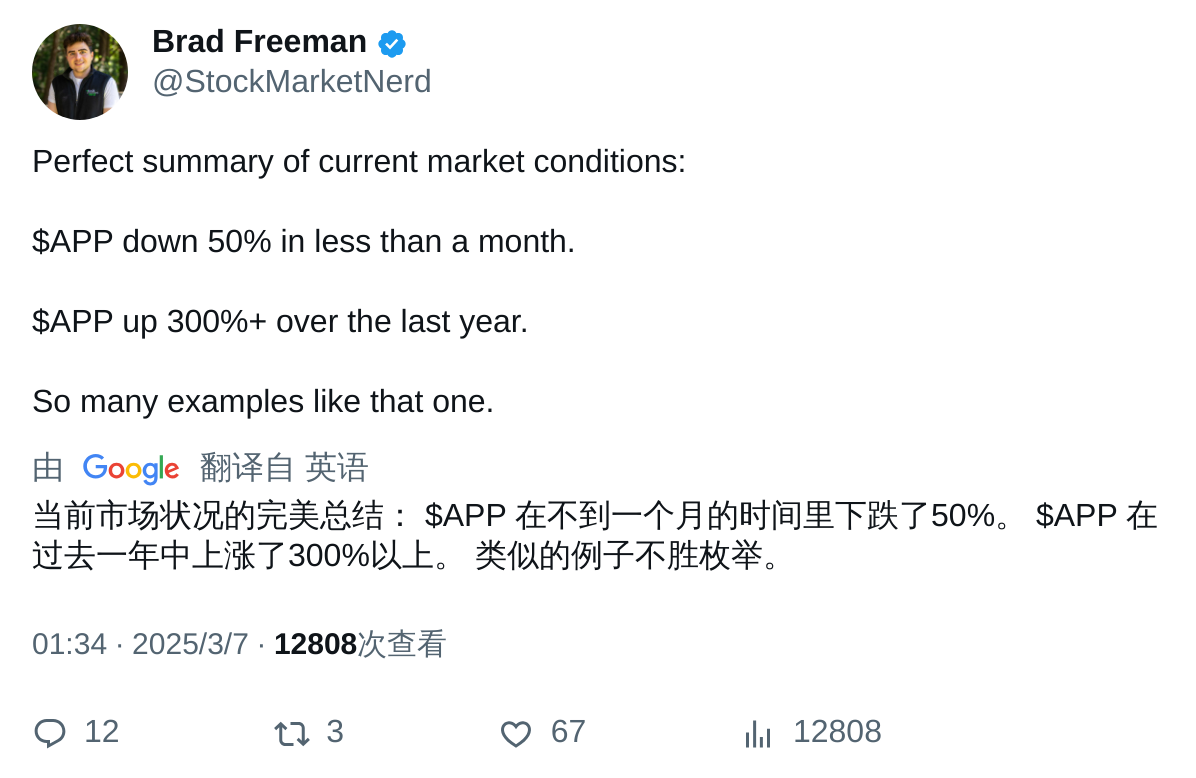 Brad Freeman
@StockMarketNerd
Perfect summary of current market conditions:
$APP down 50% in less than a month.
$APP up 300%+ over the last year.
So many examples like that one.
由 Google 翻译自 英语
当前市场状况的完美总结： $APP 在不到一个月的时间里下跌了50%。 $APP 在
过去一年中上涨了300%以上。 类似的例子不胜枚举。
01:34 · 2025/3/7 · 12808次查看
12 3 67 12808